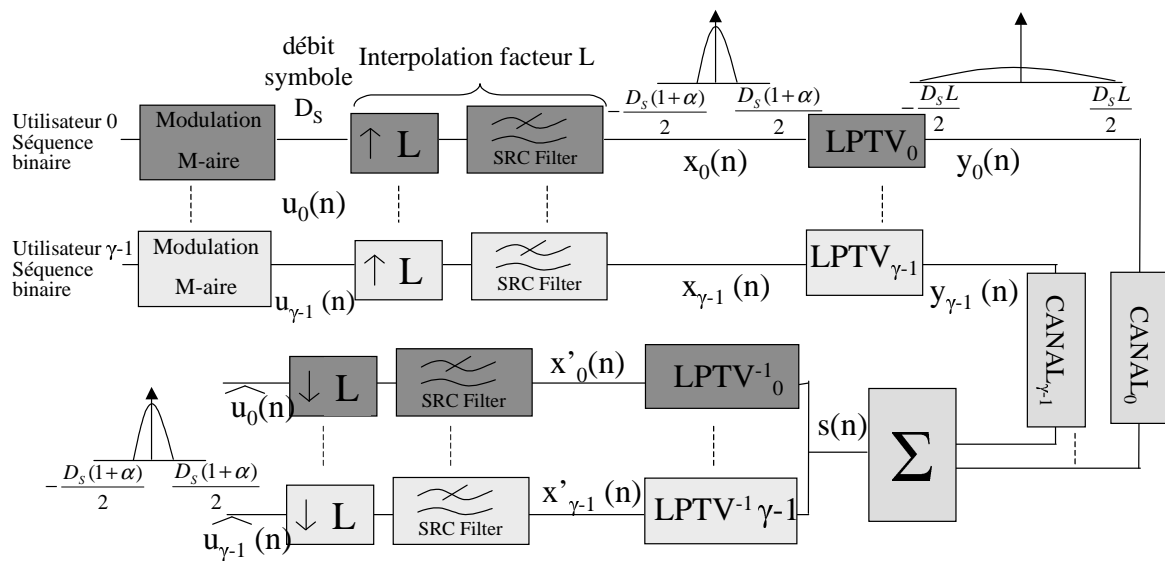 débit
symbole
D_S
Interpolation facteur L
-D_S(1+α)/2
D_S(1+α)/2
-D_S L/2
D_S L/2
Utilisateur 0
Séquence
binaire
Modulation
M-aire
u_0(n)
↑ L
SRC Filter
x_0(n)
LPTV_0
y_0(n)
Utilisateur γ-1
Séquence
binaire
Modulation
M-aire
u_γ-1 (n)
↑ L
SRC Filter
x_γ-1 (n)
LPTV_γ-1
y_γ-1 (n)
CANAL_γ-1
CANAL_0
û_0(n)
↓ L
SRC Filter
x'_0(n)
LPTV^-1_0
s(n)
Σ
-D_S(1+α)/2
D_S(1+α)/2
û_γ-1 (n)
↓ L
SRC Filter
x'_γ-1 (n)
LPTV^-1 γ-1